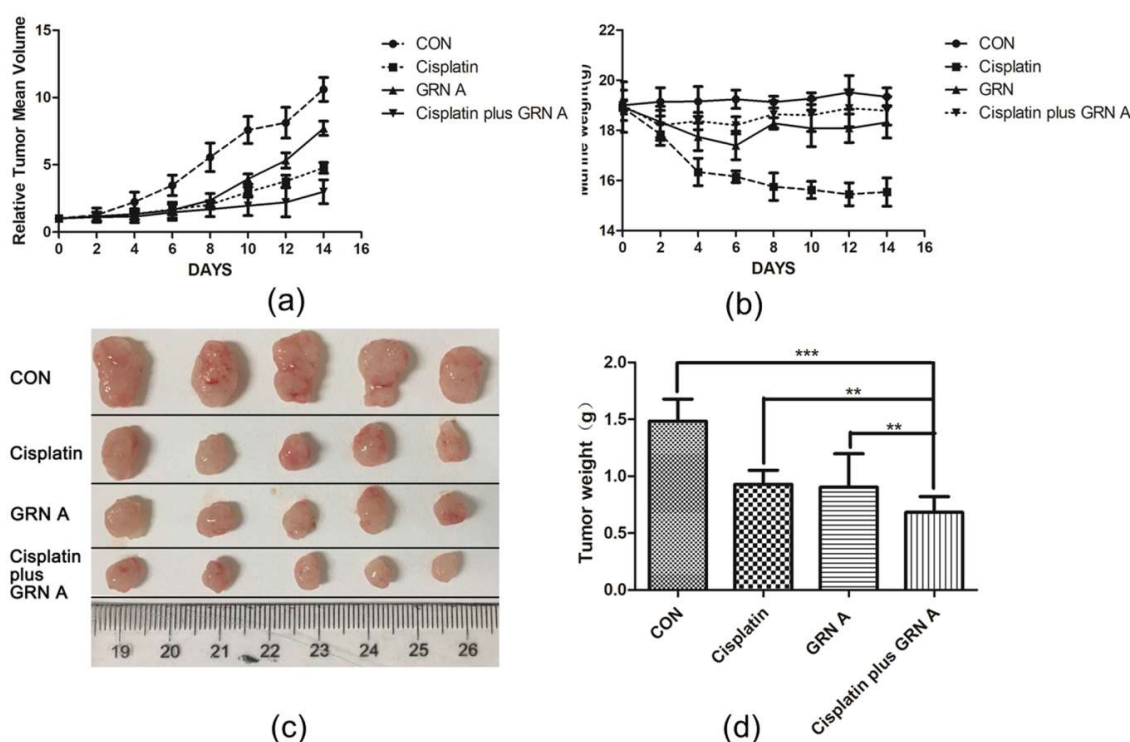 15
10
5
0
Relative Tumor Mean Volume
0 2 4 6 8 10 12 14 16
DAYS
CON
Cisplatin
GRN A
Cisplatin plus GRN A
(a)
22
20
18
16
14
Murine weight(g)
0 2 4 6 8 10 12 14 16
DAYS
CON
Cisplatin
GRN
Cisplatin plus GRN A
(b)
CON
Cisplatin
GRN A
Cisplatin
plus
GRN A
19 20 21 22 23 24 25 26
(c)
2.0
1.5
1.0
0.5
0.0
Tumor weight（g）
***
**
**
CON
Cisplatin
GRN A
Cisplatin plus GRN A
(d)